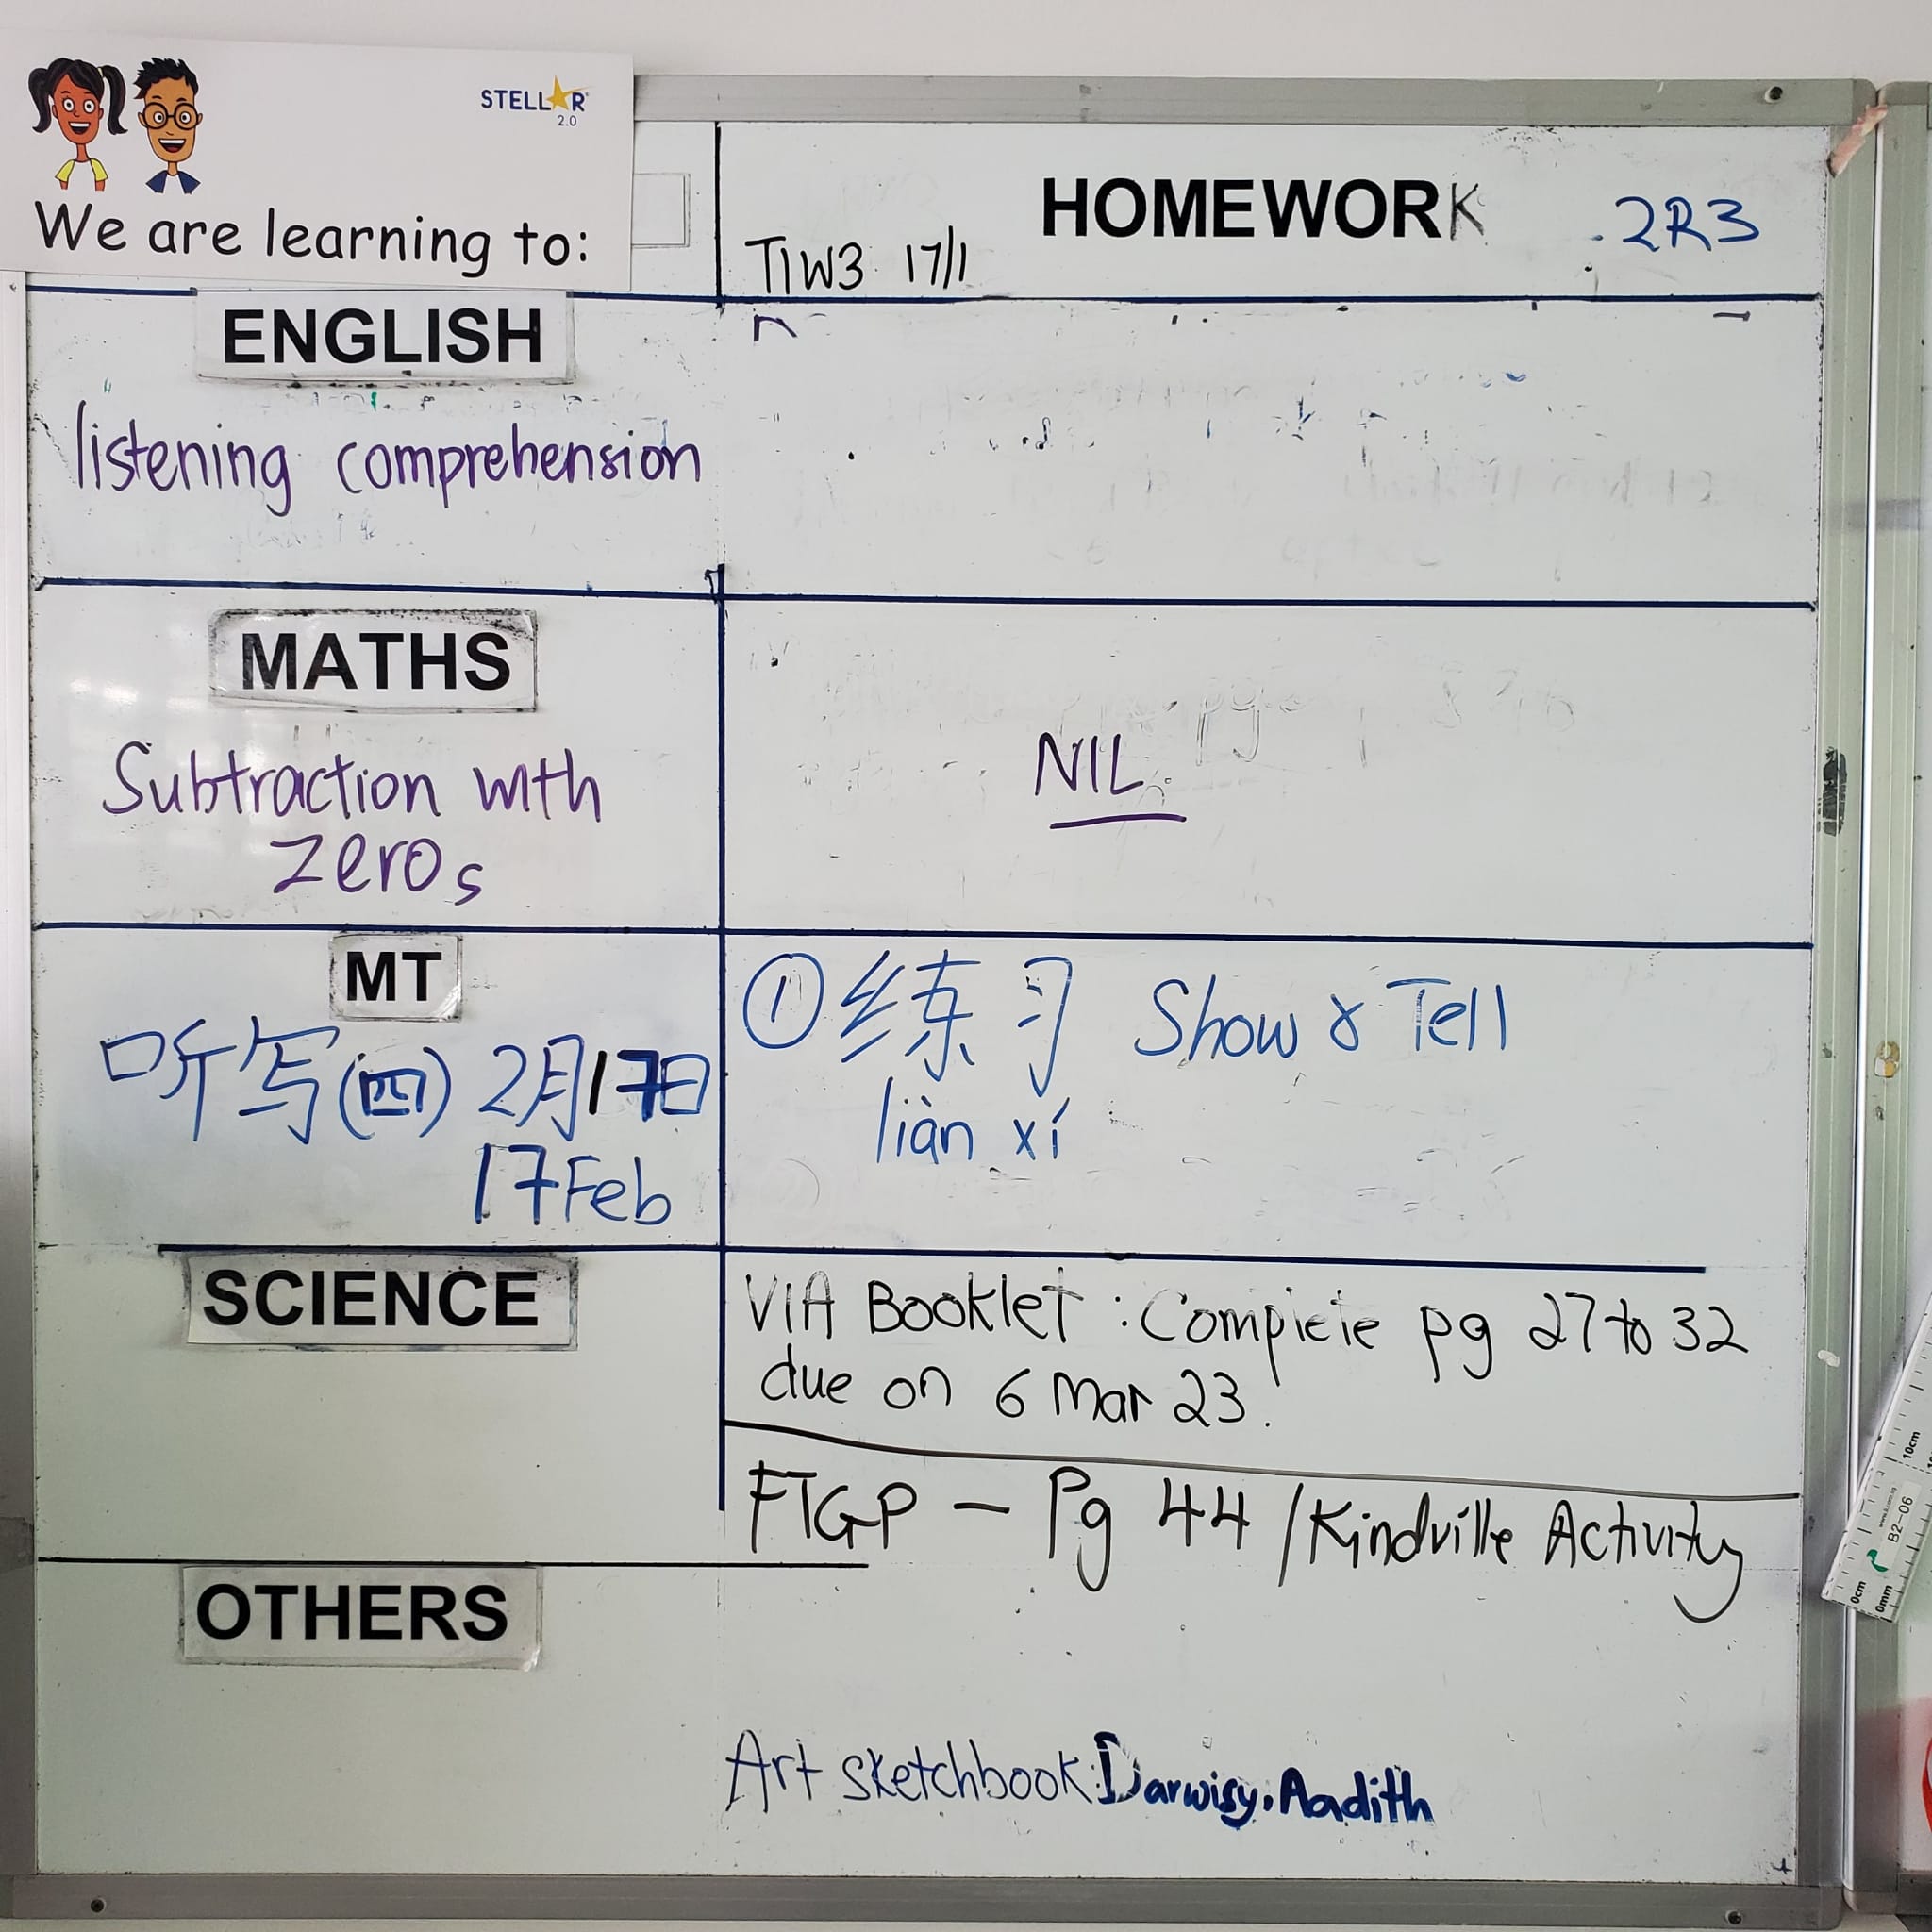 STELLAR
2.0
We are learning to:
HOMEWORK 2R3
T1W3 17/1
ENGLISH
listening comprehension
MATHS
Subtraction with
zeros
NIL
MT
听写(四) 2月17日
17 Feb
①练习 Show & Tell
liàn xí
SCIENCE
VIA Booklet : Complete pg 27 to 32
due on 6 Mar 23.
FTGP - Pg 44 / Kindville Activity
OTHERS
Art sketchbook: Darwisy, Aadith
10cm
B2-06
0cm
0mm